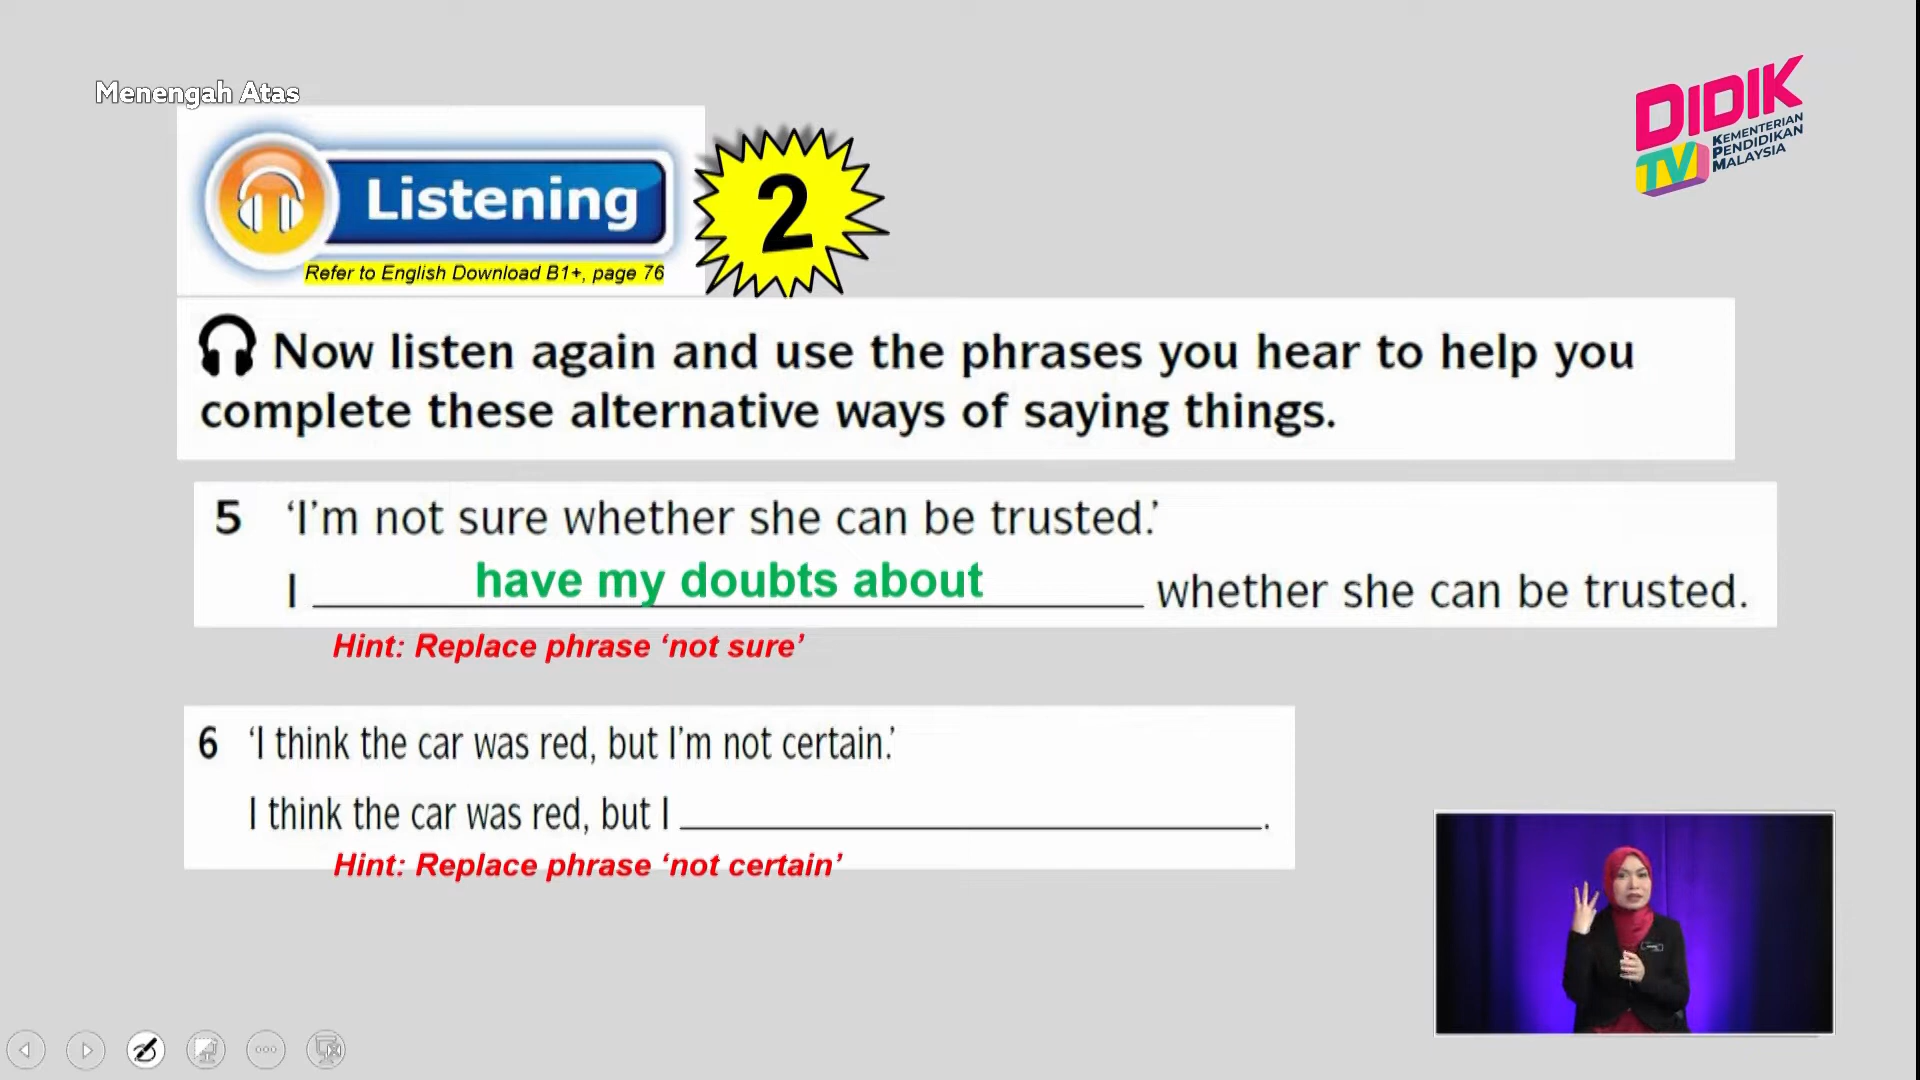 Menengah Atas
DIDIK
TV
KEMENTERIAN
PENDIDIKAN
MALAYSIA
Listening
2
Refer to English Download B1+, page 76
Now listen again and use the phrases you hear to help you
complete these alternative ways of saying things.
5 ‘I’m not sure whether she can be trusted.’
I have my doubts about whether she can be trusted.
Hint: Replace phrase ‘not sure’
6 ‘I think the car was red, but I’m not certain.’
I think the car was red, but I ____________________.
Hint: Replace phrase ‘not certain’